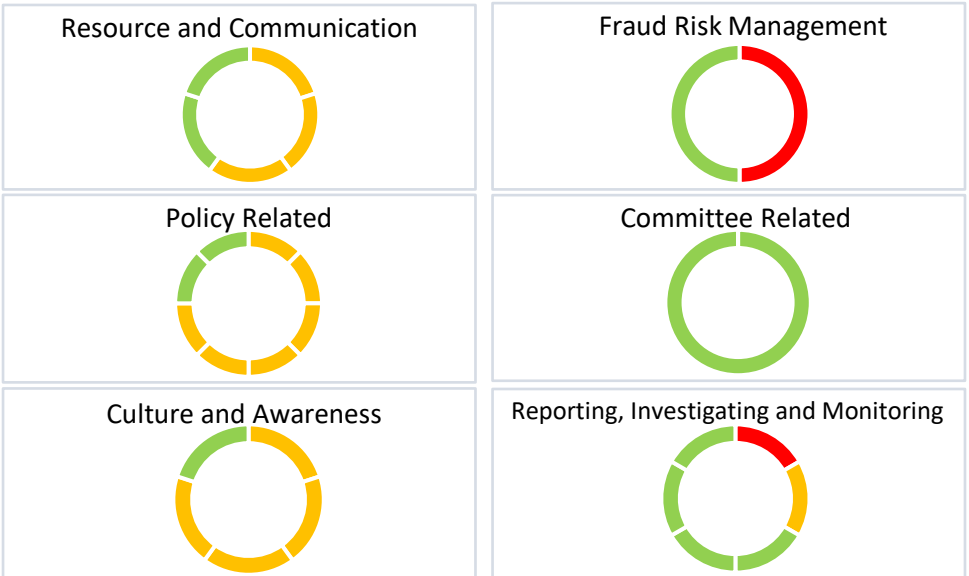 Resource and Communication
Fraud Risk Management
Policy Related
Committee Related
Culture and Awareness
Reporting, Investigating and Monitoring